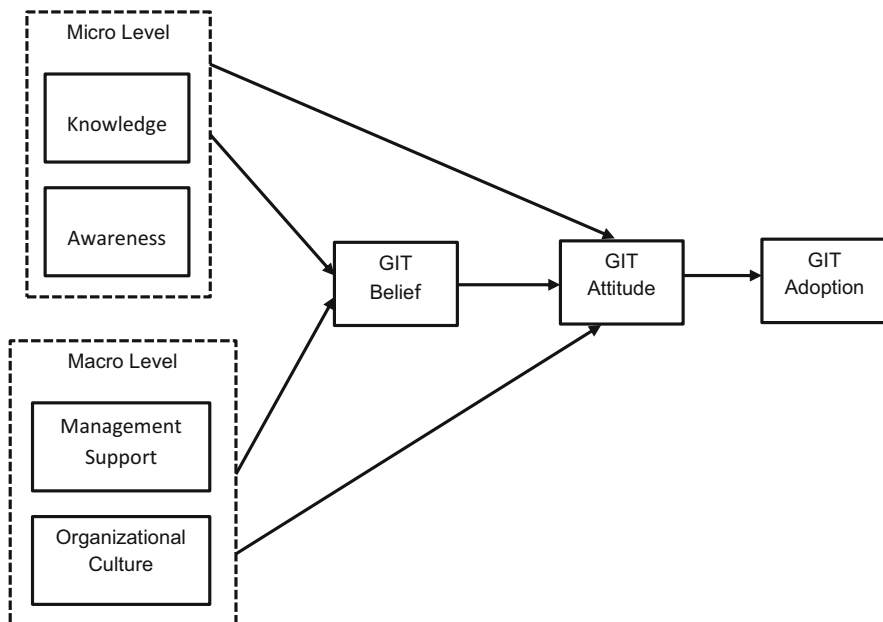 Micro Level
Knowledge
Awareness
GIT
Belief
GIT
Attitude
GIT
Adoption
Macro Level
Management
Support
Organizational
Culture